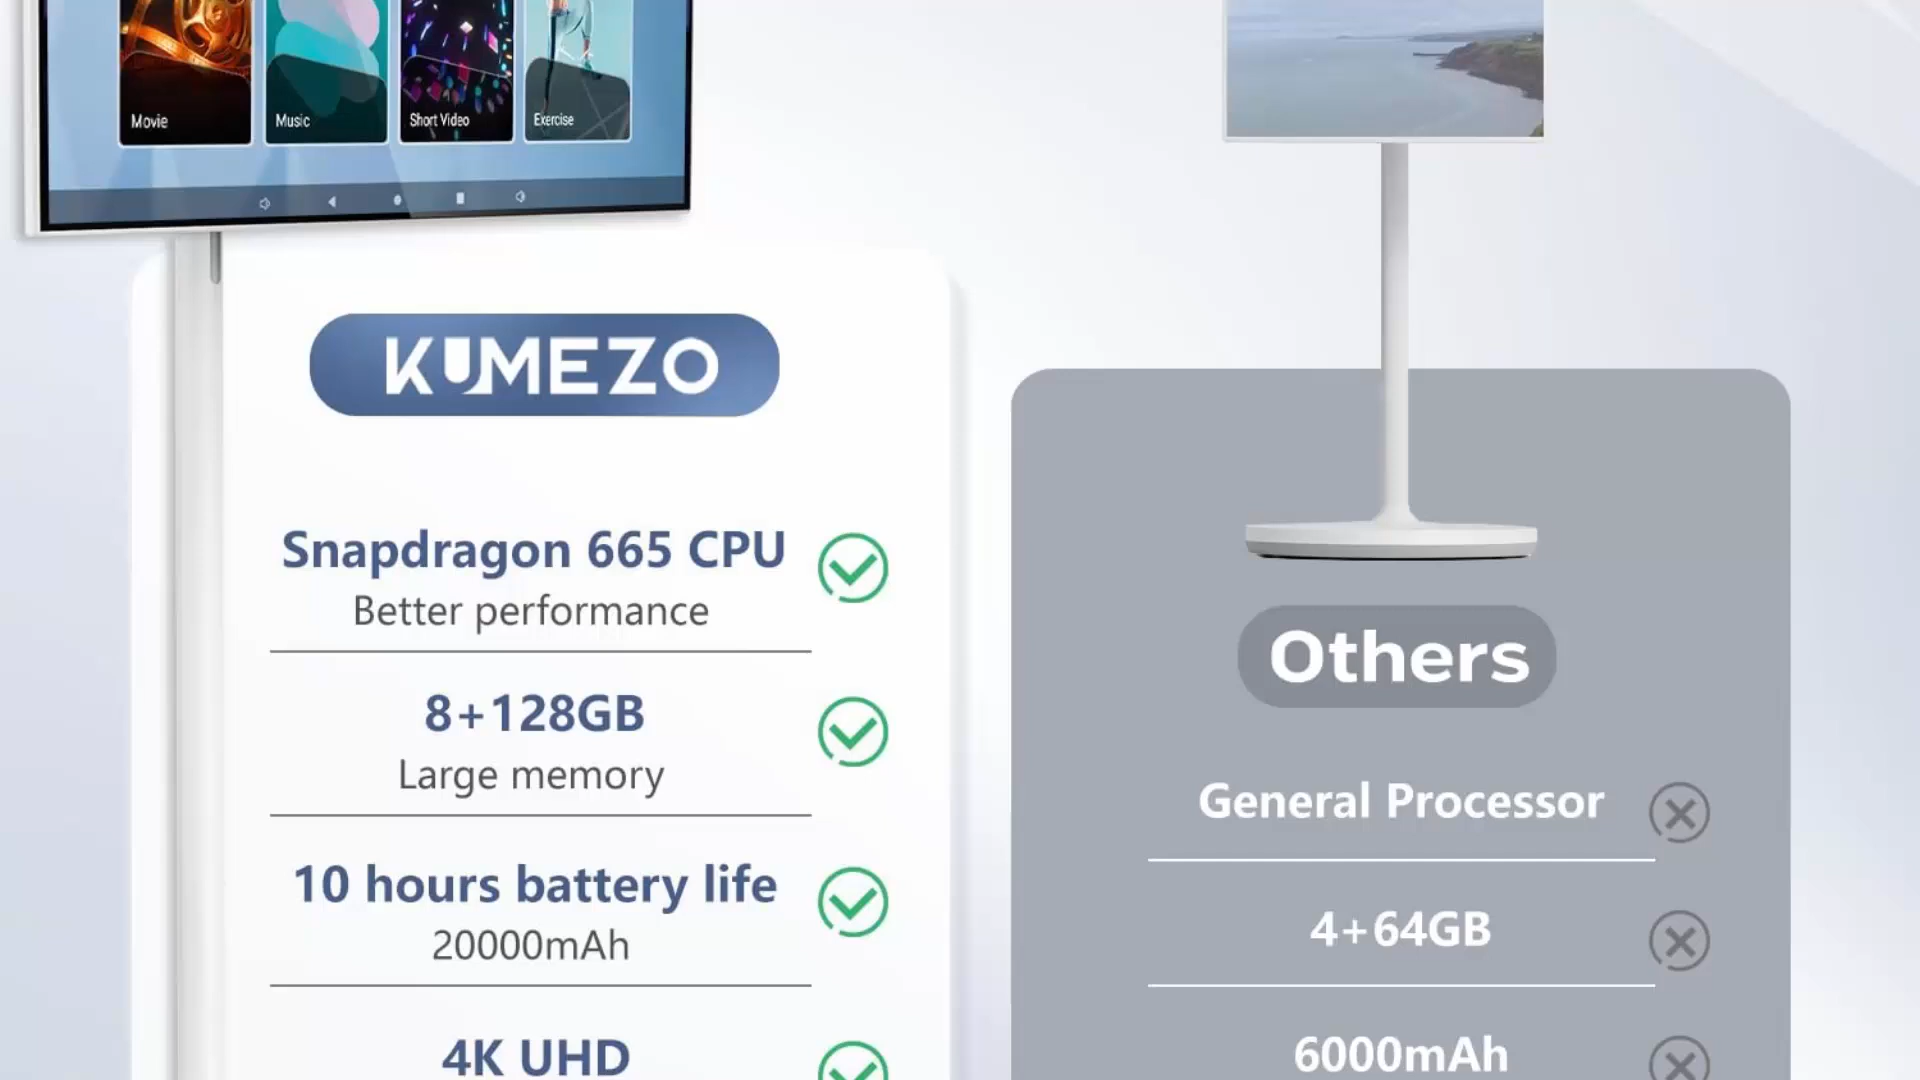 Movie
Music
Short Video
Exercise
KUMEZO
Snapdragon 665 CPU
Better performance
8+128GB
Large memory
10 hours battery life
20000mAh
4K UHD
Others
General Processor
4+64GB
6000mAh